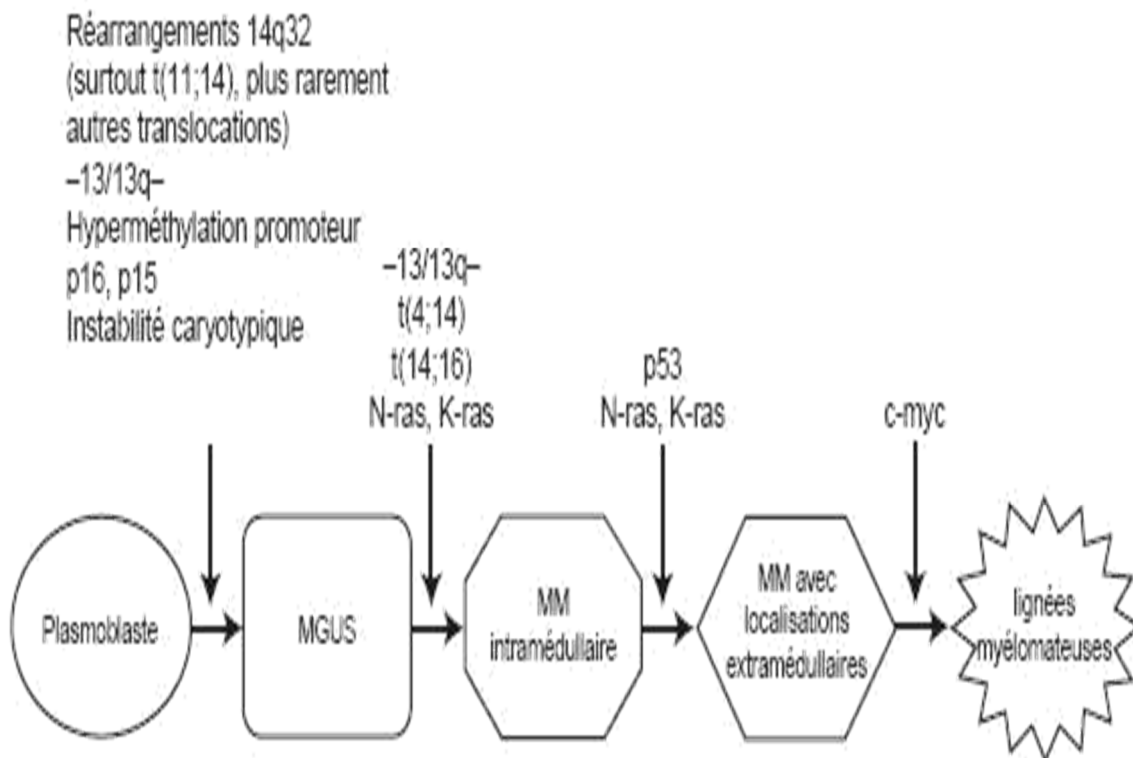 Réarrangements 14q32
(surtout t(11;14), plus rarement
autres translocations)
–13/13q–
Hyperméthylation promoteur
p16, p15
Instabilité caryotypique
–13/13q–
t(4;14)
t(14;16)
N-ras, K-ras
p53
N-ras, K-ras
c-myc
Plasmoblaste
MGUS
MM
intramédullaire
MM avec
localisations
extramédullaires
lignées
myélomateuses